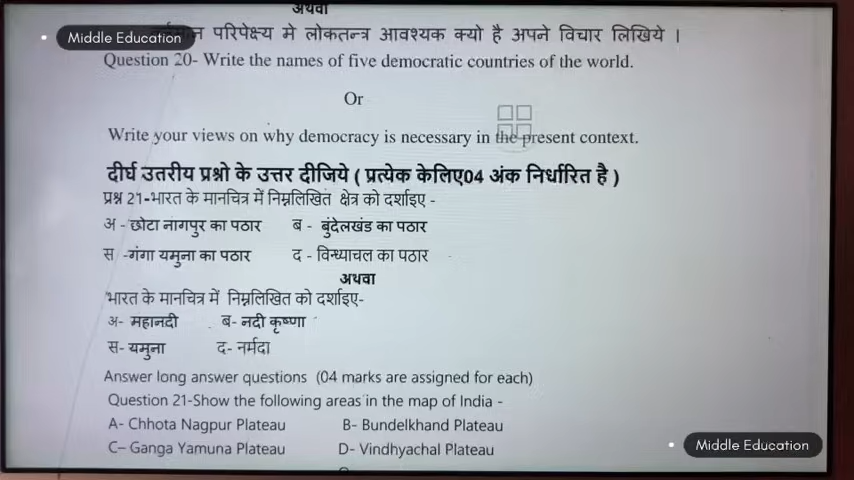 अथवा
परिपेक्ष्य मे लोकतन्त्र आवश्यक क्यो है अपने विचार लिखिये ।
Middle Education
Question 20- Write the names of five democratic countries of the world.
Or
Write your views on why democracy is necessary in the present context.
दीर्घ उतरीय प्रश्नो के उत्तर दीजिये ( प्रत्येक केलिए04 अंक निर्धारित है )
प्रश्न 21-भारत के मानचित्र में निम्नलिखित क्षेत्र को दर्शाइए -
अ - छोटा नागपुर का पठार ब - बुंदेलखंड का पठार
स -गंगा यमुना का पठार द - विन्ध्याचल का पठार
अथवा
भारत के मानचित्र में निम्नलिखित को दर्शाइए-
अ- महानदी ब- नदी कृष्णा
स- यमुना द- नर्मदा
Answer long answer questions (04 marks are assigned for each)
Question 21-Show the following areas in the map of India -
A- Chhota Nagpur Plateau B- Bundelkhand Plateau
C– Ganga Yamuna Plateau D- Vindhyachal Plateau
Middle Education